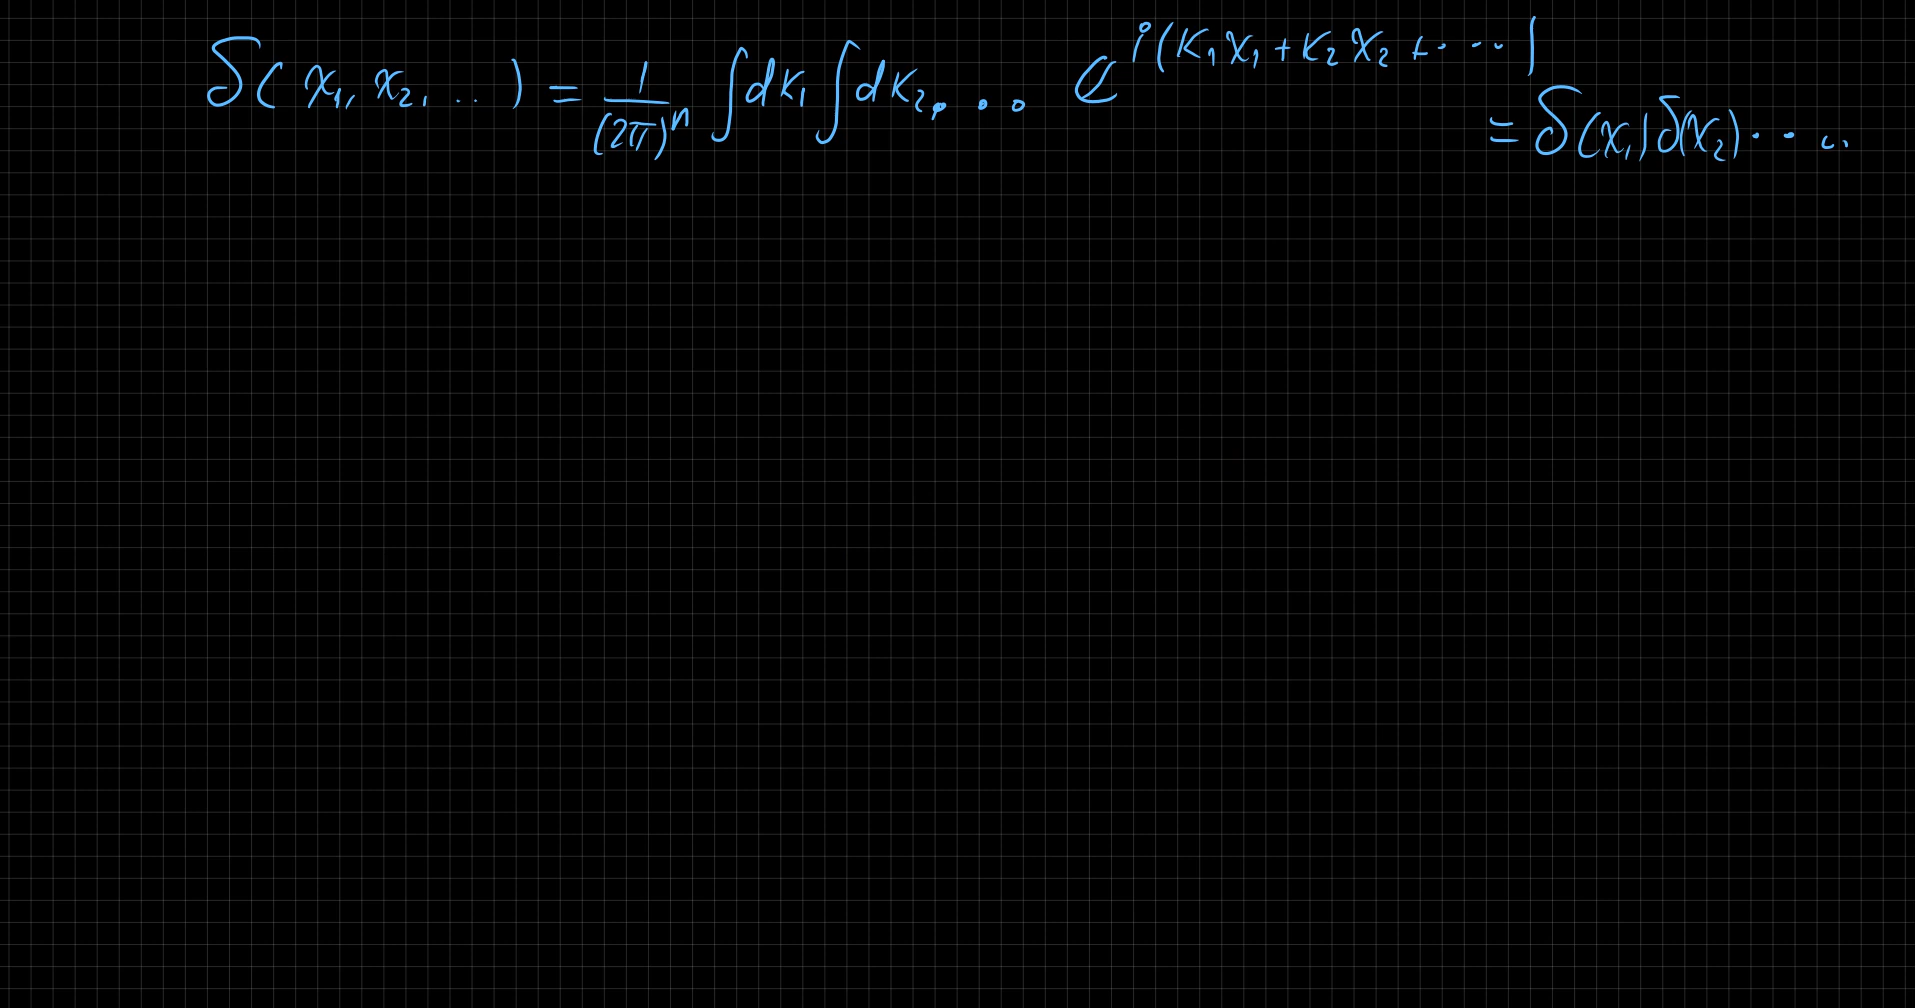 δ( x₁, x₂, .. ) = 1/(2π)ⁿ ∫dk₁ ∫dk₂, . . e^{i(k₁x₁ + k₂x₂ + ....)}
= δ(x₁)δ(x₂) ....